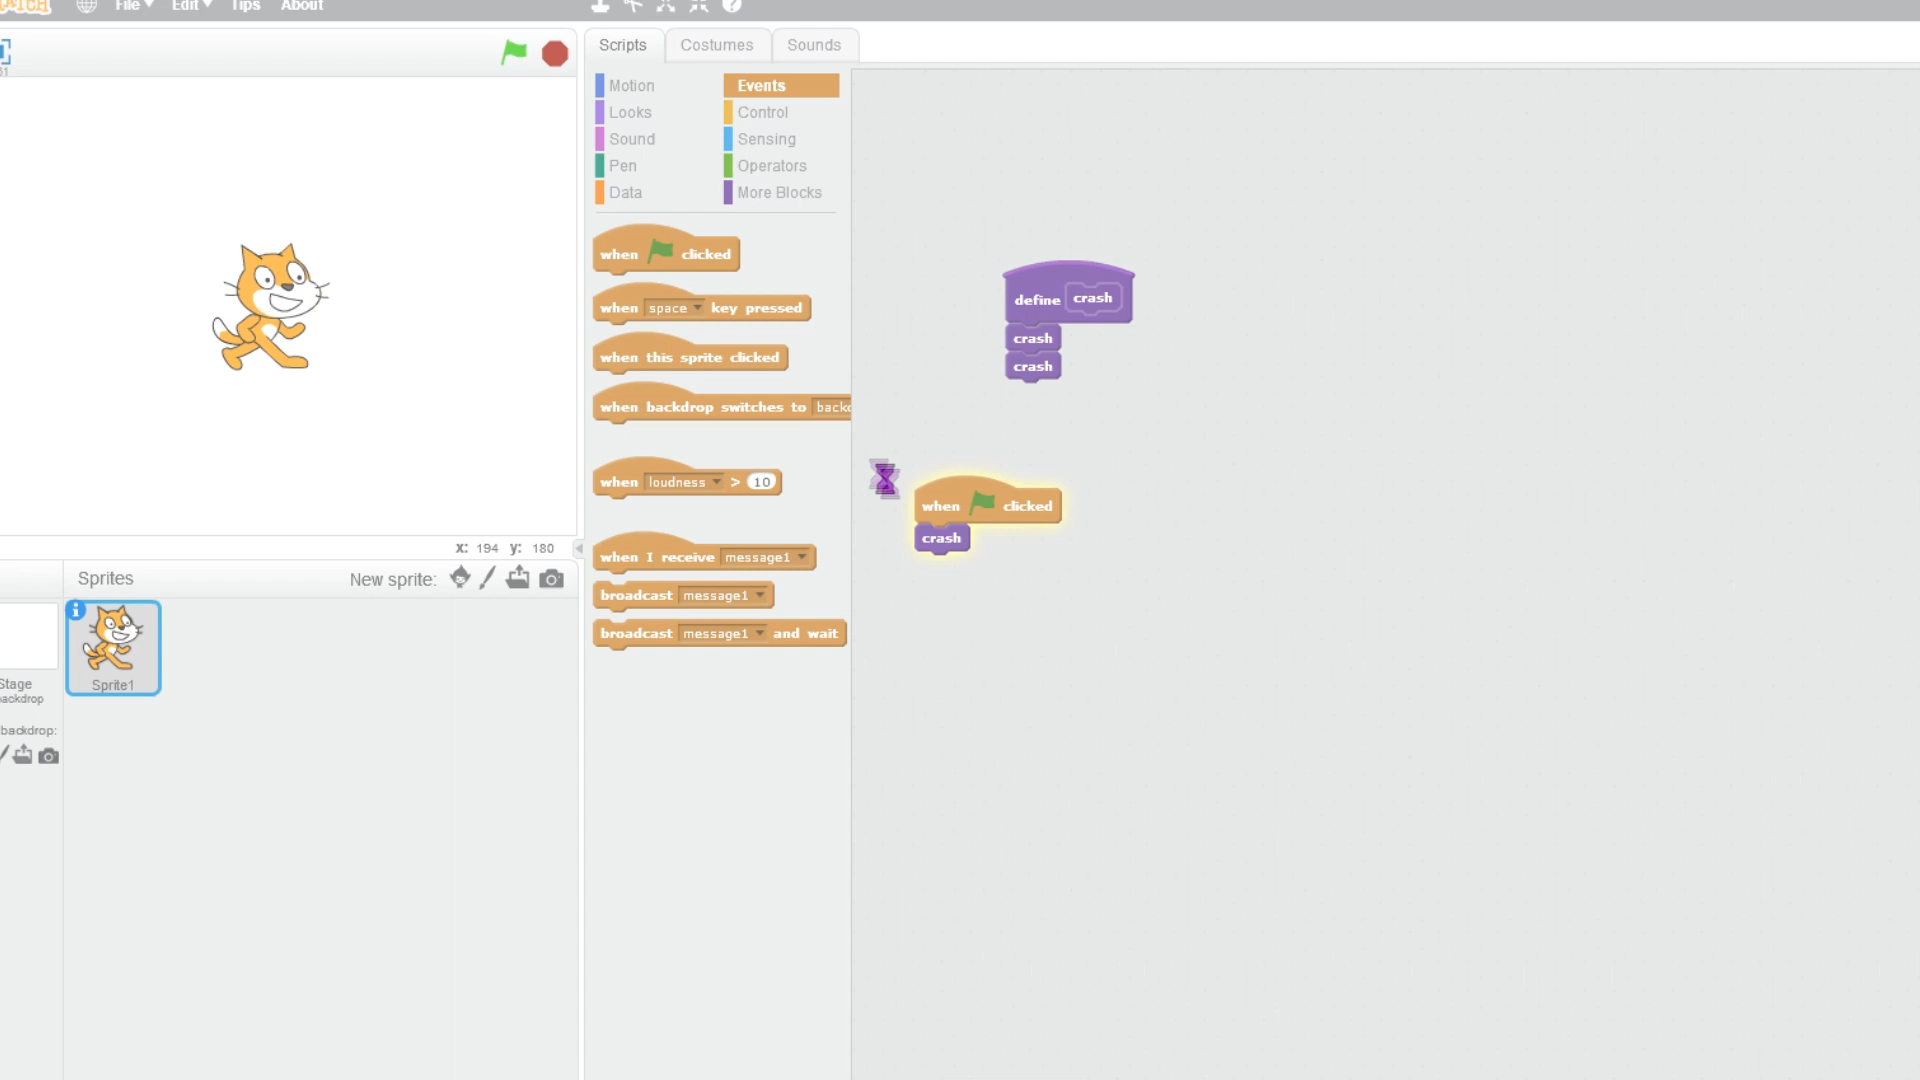 File Edit Tips About
Scripts Costumes Sounds
Motion Events
Looks Control
Sound Sensing
Pen Operators
Data More Blocks
when clicked
when space key pressed
when this sprite clicked
when backdrop switches to
when loudness > 10
when I receive message1
broadcast message1
broadcast message1 and wait
define crash
crash
crash
when clicked
crash
x: 194 y: 180
Sprites New sprite:
Sprite1
Stage
backdrop: